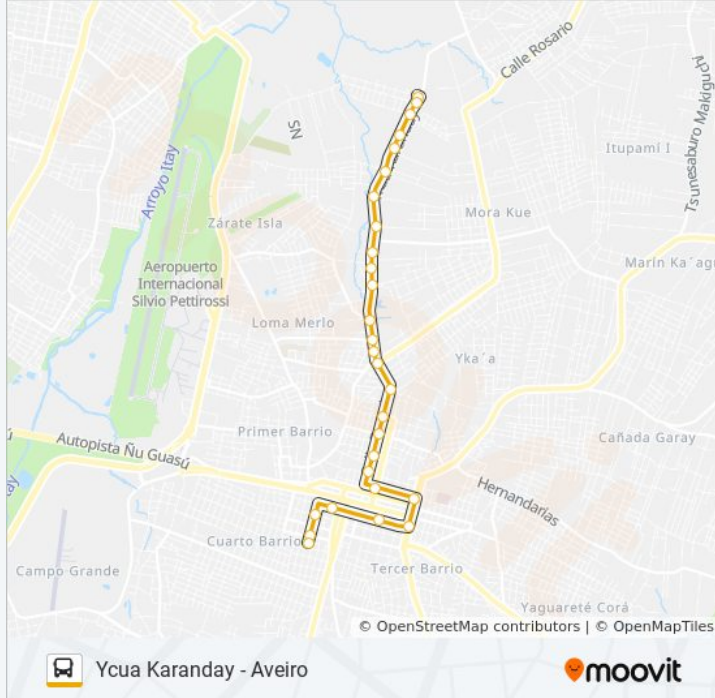 Calle Rosario
Tsunesaburo Makiguchi
SN
Itupamí I
Arroyo Itay
Mora Kue
Zárate Isla
Marín Ka´agu
Aeropuerto
Internacional
Silvio Pettirossi
Loma Merlo
Yka´a
Primer Barrio
Cañada Garay
Autopista Ñu Guasú
Hernandarias
Cuarto Barrio
Campo Grande
Tercer Barrio
Yaguareté Corá
© OpenStreetMap contributors | © OpenMapTiles
Ycua Karanday - Aveiro
moovit